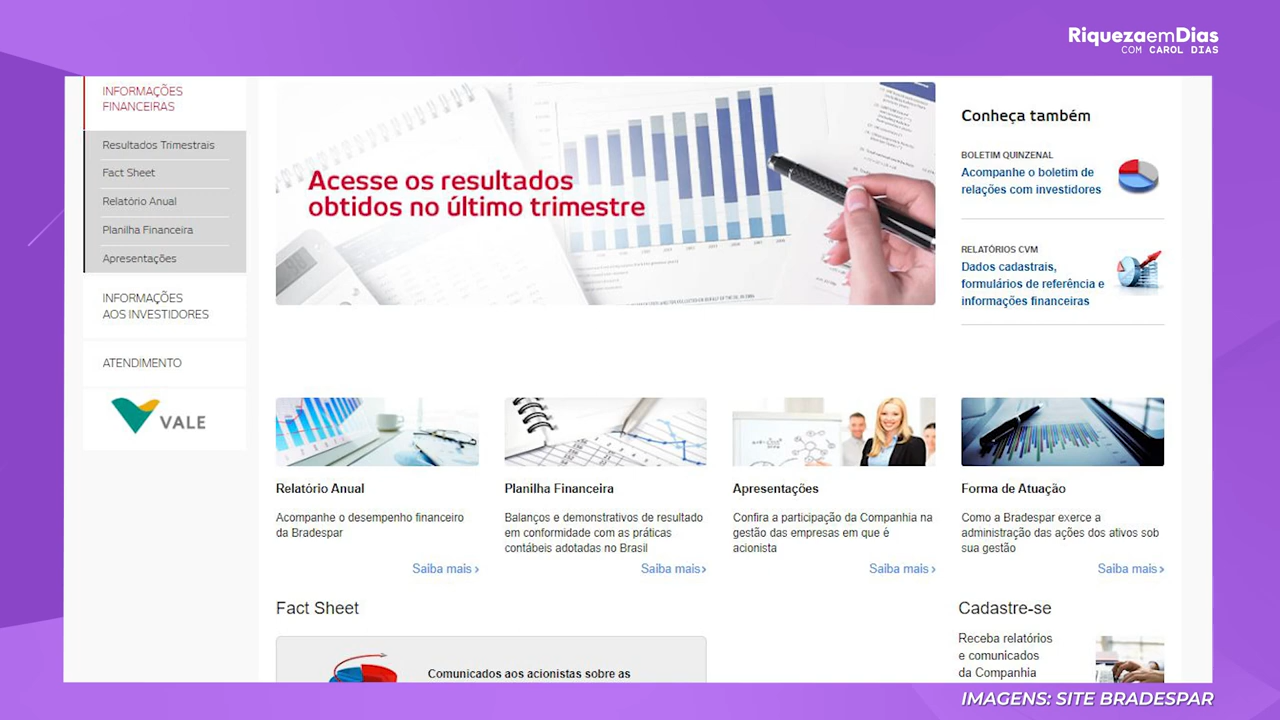 RiquezaemDias
COM CAROL DIAS
INFORMAÇÕES
FINANCEIRAS
Resultados Trimestrais
Fact Sheet
Relatório Anual
Planilha Financeira
Apresentações
INFORMAÇÕES
AOS INVESTIDORES
ATENDIMENTO
VALE
Acesse os resultados
obtidos no último trimestre
Conheça também
BOLETIM QUINZENAL
Acompanhe o boletim de
relações com investidores
RELATÓRIOS CVM
Dados cadastrais,
formulários de referência e
informações financeiras
Relatório Anual
Acompanhe o desempenho financeiro
da Bradespar
Saiba mais ›
Planilha Financeira
Balanços e demonstrativos de resultado
em conformidade com as práticas
contábeis adotadas no Brasil
Saiba mais ›
Apresentações
Confira a participação da Companhia na
gestão das empresas em que é
acionista
Saiba mais ›
Forma de Atuação
Como a Bradespar exerce a
administração das ações dos ativos sob
sua gestão
Saiba mais ›
Fact Sheet
Comunicados aos acionistas sobre as
Cadastre-se
Receba relatórios
e comunicados
da Companhia
IMAGENS: SITE BRADESPAR